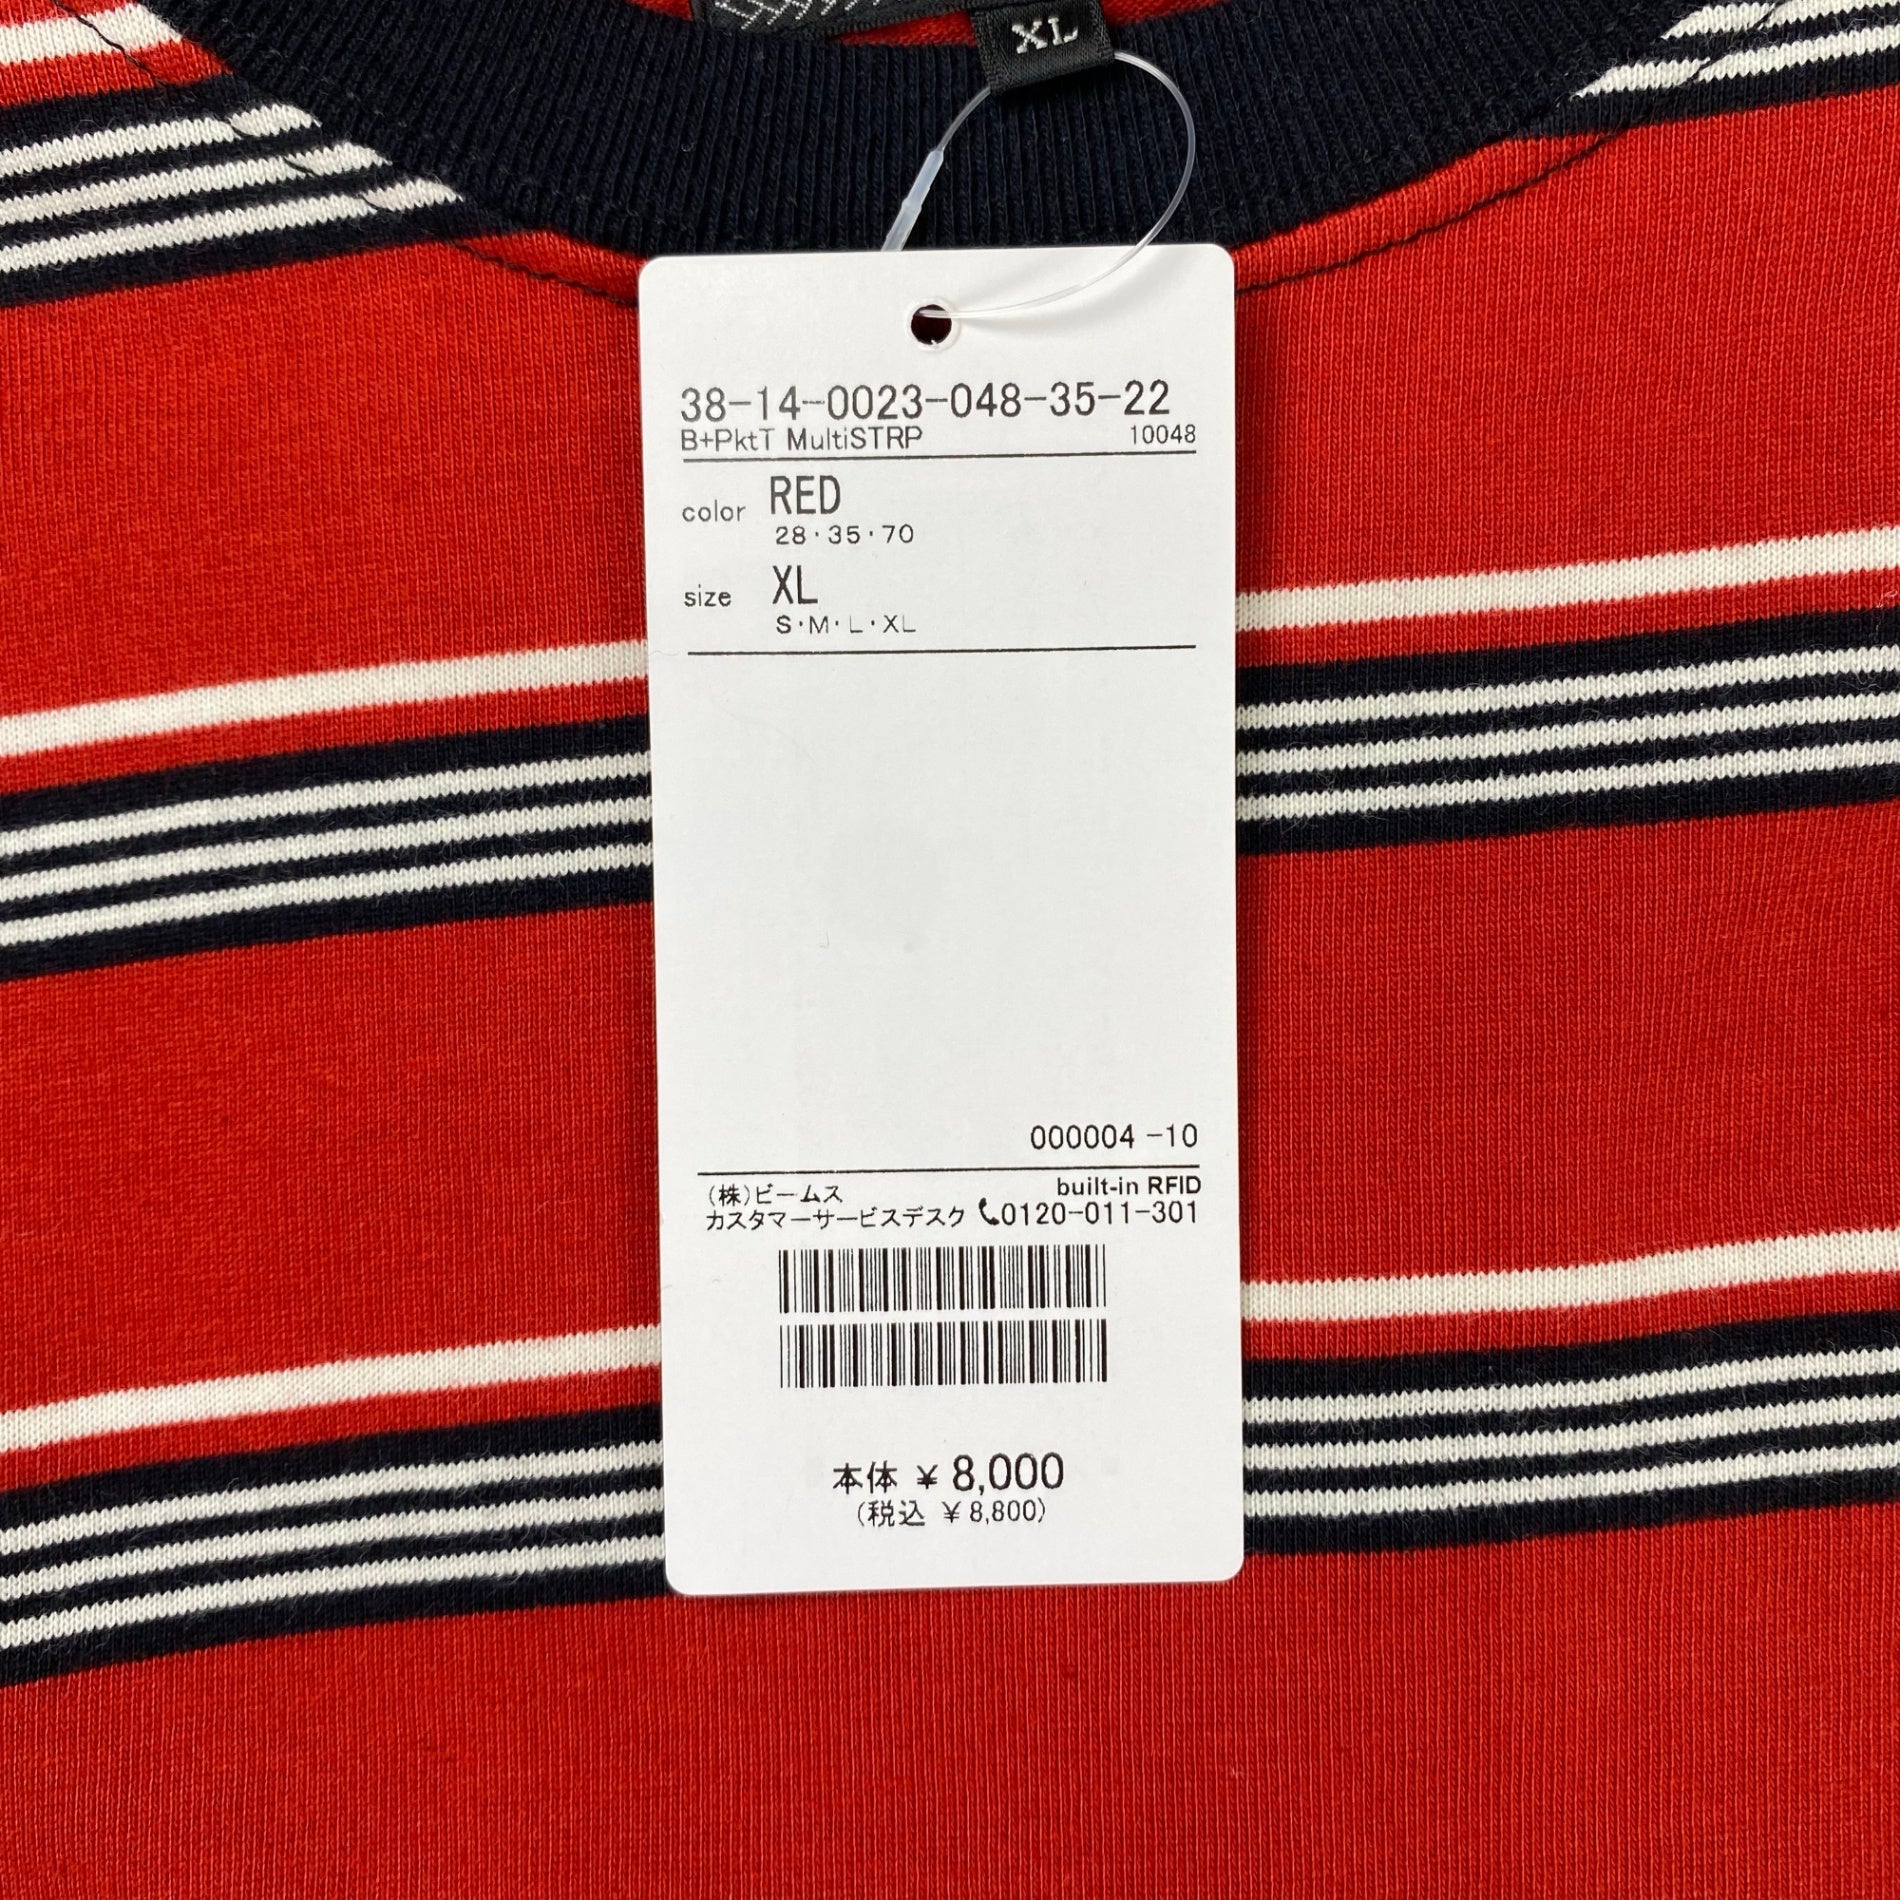 XL
38-14-0023-048-35-22
B+PktT MultiSTRP 10048
color RED
28・35・70
size XL
S・M・L・XL
000004 -10
(株)ビームス built-in RFID
カスタマーサービスデスク 0120-011-301
本体 ¥ 8,000
(税込 ¥ 8,800)